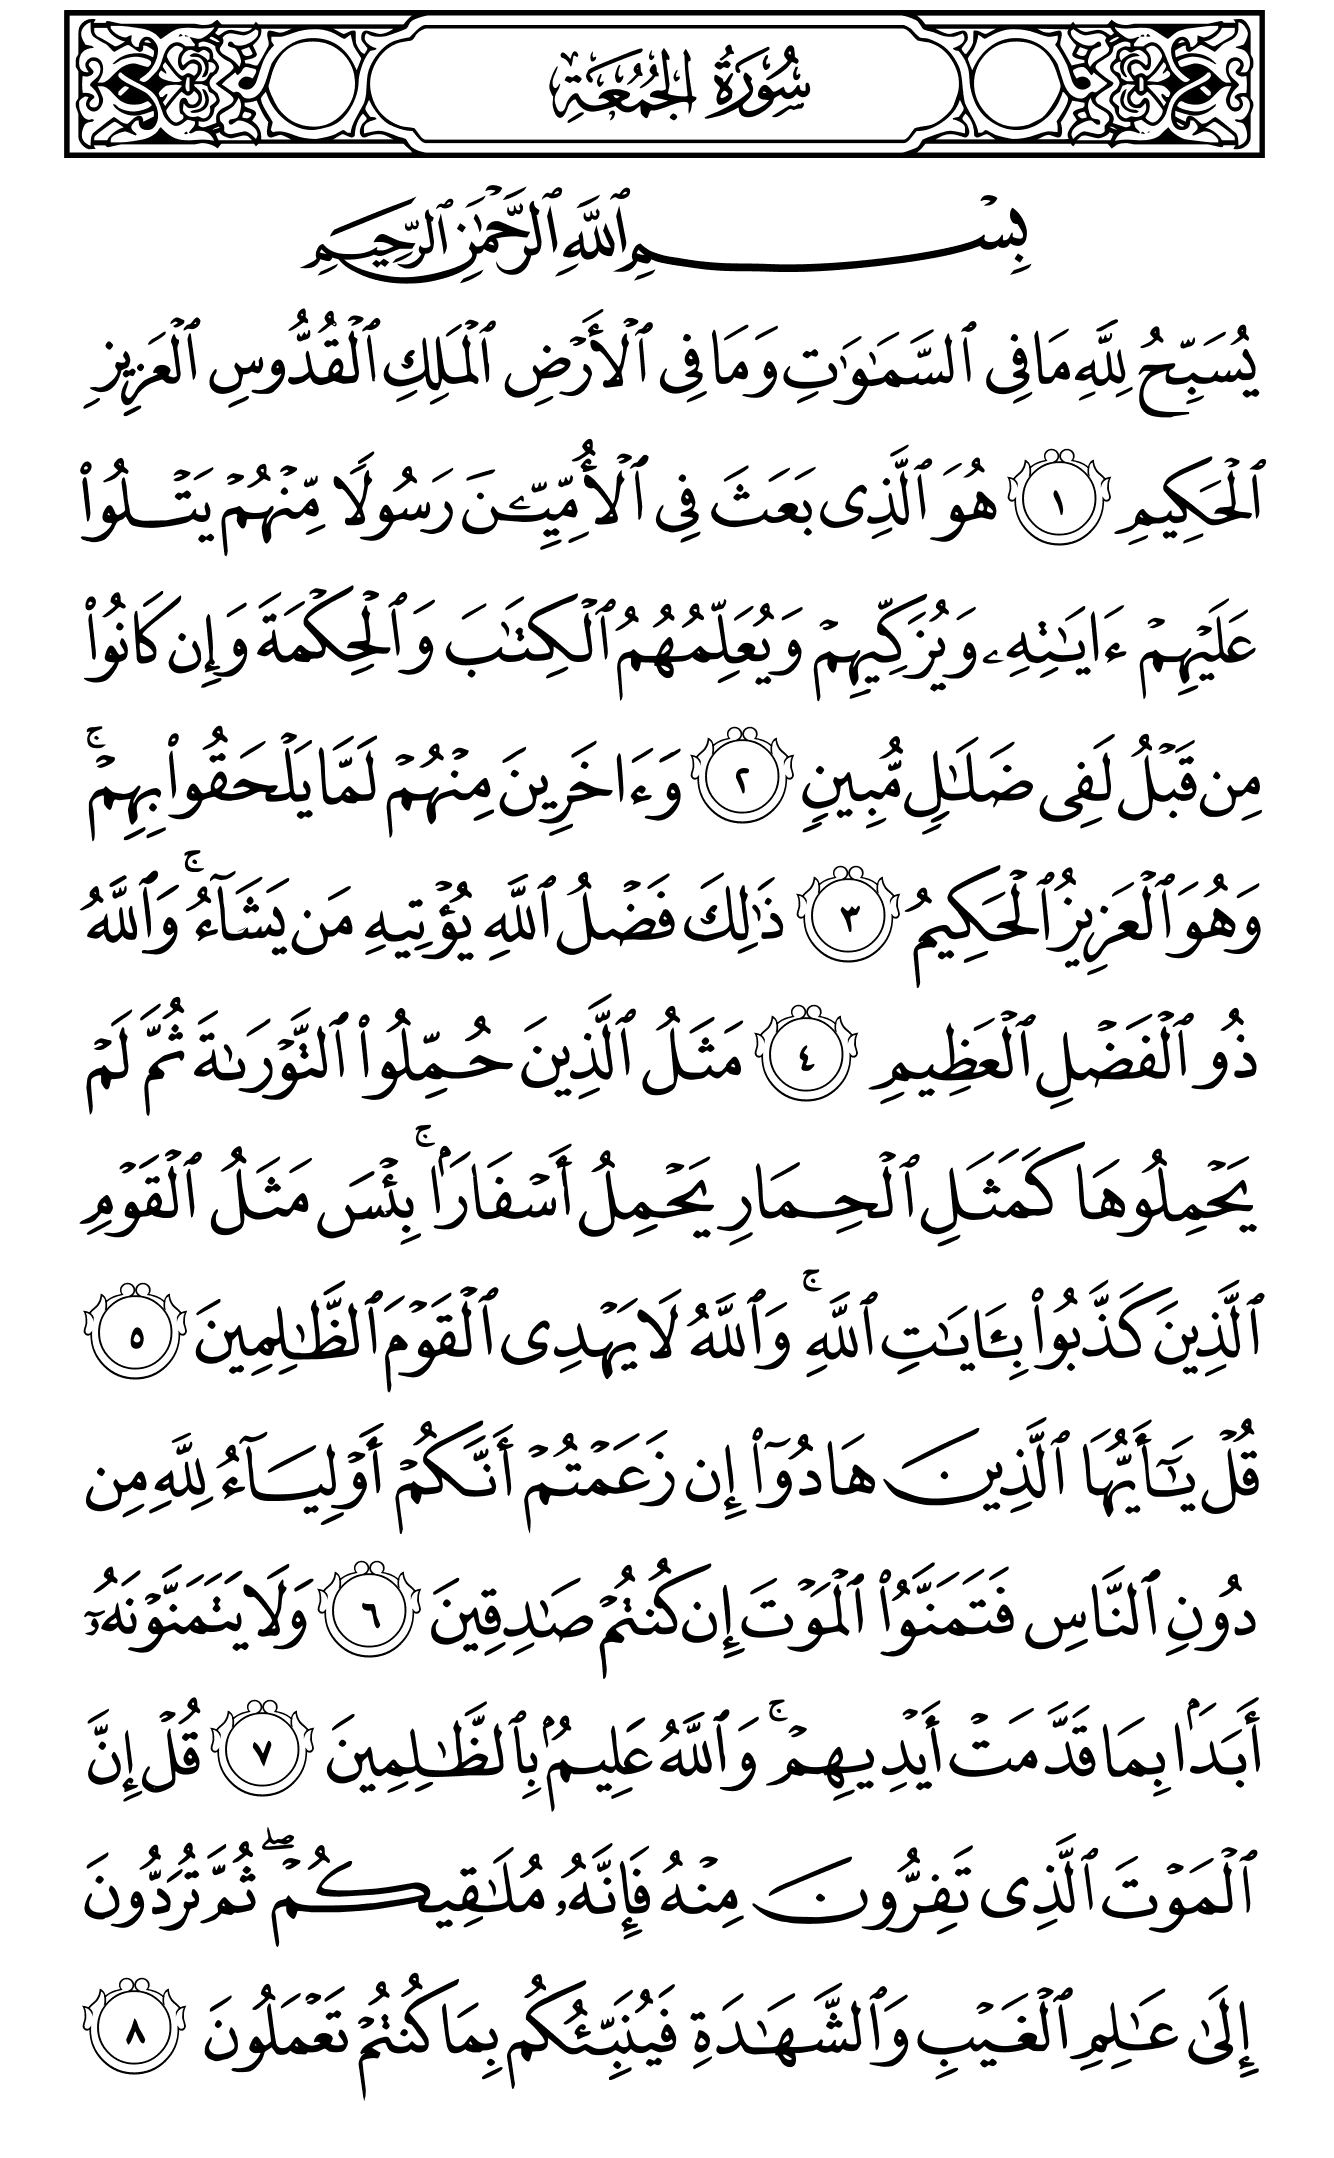 سُورَةُ الجُمُعَةِ
بِسْمِ ٱللَّهِ ٱلرَّحْمَٰنِ ٱلرَّحِيمِ
يُسَبِّحُ لِلَّهِ مَا فِى ٱلسَّمَٰوَٰتِ وَمَا فِى ٱلْأَرْضِ ٱلْمَلِكِ ٱلْقُدُّوسِ ٱلْعَزِيزِ
ٱلْحَكِيمِ ١ هُوَ ٱلَّذِى بَعَثَ فِى ٱلْأُمِّيِّـۧنَ رَسُولًا مِّنْهُمْ يَتْلُوا۟
عَلَيْهِمْ ءَايَٰتِهِۦ وَيُزَكِّيهِمْ وَيُعَلِّمُهُمُ ٱلْكِتَٰبَ وَٱلْحِكْمَةَ وَإِن كَانُوا۟
مِن قَبْلُ لَفِى ضَلَٰلٍ مُّبِينٍ ٢ وَءَاخَرِينَ مِنْهُمْ لَمَّا يَلْحَقُوا۟ بِهِمْ ۚ
وَهُوَ ٱلْعَزِيزُ ٱلْحَكِيمُ ٣ ذَٰلِكَ فَضْلُ ٱللَّهِ يُؤْتِيهِ مَن يَشَآءُ ۚ وَٱللَّهُ
ذُو ٱلْفَضْلِ ٱلْعَظِيمِ ٤ مَثَلُ ٱلَّذِينَ حُمِّلُوا۟ ٱلتَّوْرَىٰةَ ثُمَّ لَمْ
يَحْمِلُوهَا كَمَثَلِ ٱلْحِمَارِ يَحْمِلُ أَسْفَارًۢا ۚ بِئْسَ مَثَلُ ٱلْقَوْمِ
ٱلَّذِينَ كَذَّبُوا۟ بِـَٔايَٰتِ ٱللَّهِ ۚ وَٱللَّهُ لَا يَهْدِى ٱلْقَوْمَ ٱلظَّٰلِمِينَ ٥
قُلْ يَٰٓأَيُّهَا ٱلَّذِينَ هَادُوٓا۟ إِن زَعَمْتُمْ أَنَّكُمْ أَوْلِيَآءُ لِلَّهِ مِن
دُونِ ٱلنَّاسِ فَتَمَنَّوُا۟ ٱلْمَوْتَ إِن كُنتُمْ صَٰدِقِينَ ٦ وَلَا يَتَمَنَّوْنَهُۥٓ
أَبَدًۢا بِمَا قَدَّمَتْ أَيْدِيهِمْ ۚ وَٱللَّهُ عَلِيمٌۢ بِٱلظَّٰلِمِينَ ٧ قُلْ إِنَّ
ٱلْمَوْتَ ٱلَّذِى تَفِرُّونَ مِنْهُ فَإِنَّهُۥ مُلَٰقِيكُمْ ۖ ثُمَّ تُرَدُّونَ
إِلَىٰ عَٰلِمِ ٱلْغَيْبِ وَٱلشَّهَٰدَةِ فَيُنَبِّئُكُم بِمَا كُنتُمْ تَعْمَلُونَ ٨